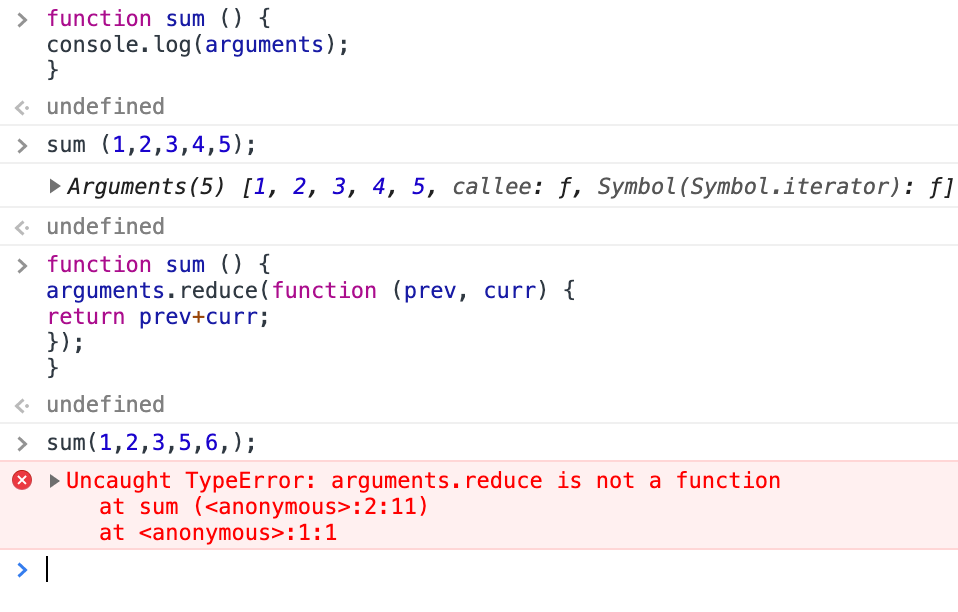 > function sum () {
console.log(arguments);
}
<· undefined
> sum (1,2,3,4,5);
▶ Arguments(5) [1, 2, 3, 4, 5, callee: ƒ, Symbol(Symbol.iterator): ƒ]
<· undefined
> function sum () {
arguments.reduce(function (prev, curr) {
return prev+curr;
});
}
<· undefined
> sum(1,2,3,5,6,);
▶ Uncaught TypeError: arguments.reduce is not a function
at sum (<anonymous>:2:11)
at <anonymous>:1:1
>